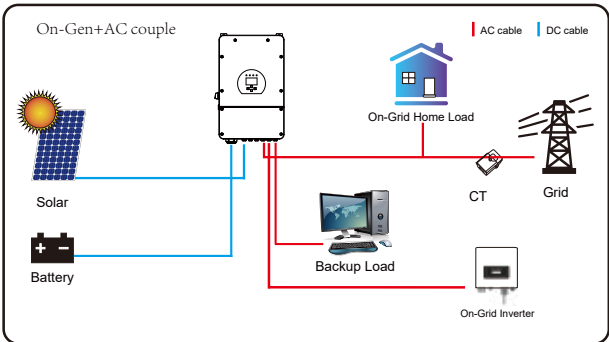 On-Gen+AC couple
AC cable
DC cable
On-Grid Home Load
CT
Grid
Solar
Backup Load
Battery
On-Grid Inverter